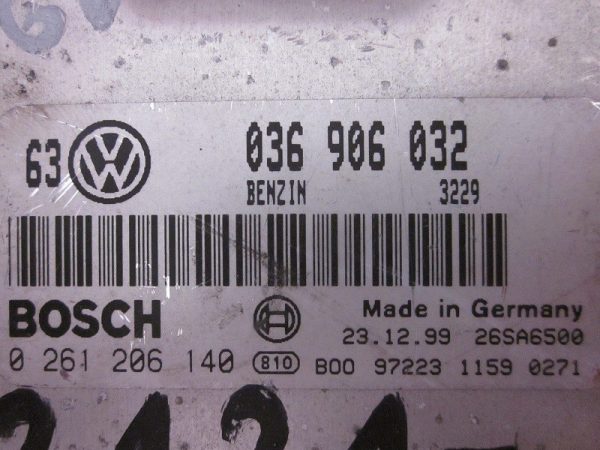 63 VW 036 906 032
BENZIN 3229
BOSCH Made in Germany
23.12.99 26SA6500
0 261 206 140 810 B00 97223 1159 0271